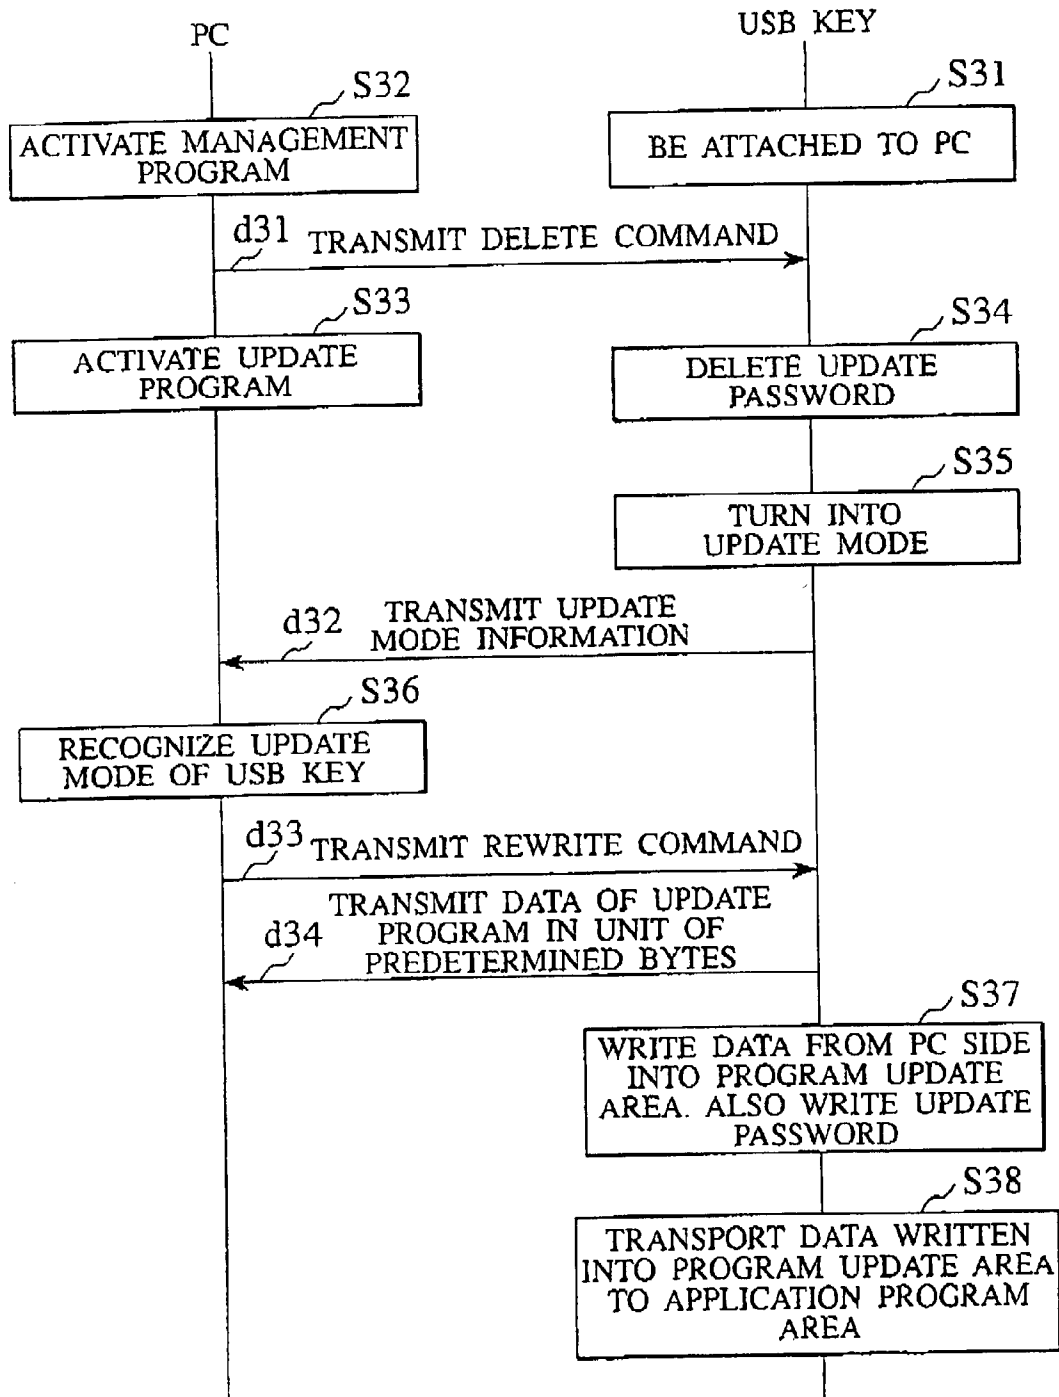 PC
USB KEY
S32
S31
ACTIVATE MANAGEMENT
PROGRAM
BE ATTACHED TO PC
d31
TRANSMIT DELETE COMMAND
S33
S34
ACTIVATE UPDATE
PROGRAM
DELETE UPDATE
PASSWORD
S35
TURN INTO
UPDATE MODE
d32
TRANSMIT UPDATE
MODE INFORMATION
S36
RECOGNIZE UPDATE
MODE OF USB KEY
d33
TRANSMIT REWRITE COMMAND
d34
TRANSMIT DATA OF UPDATE
PROGRAM IN UNIT OF
PREDETERMINED BYTES
S37
WRITE DATA FROM PC SIDE
INTO PROGRAM UPDATE
AREA. ALSO WRITE UPDATE
PASSWORD
S38
TRANSPORT DATA WRITTEN
INTO PROGRAM UPDATE AREA
TO APPLICATION PROGRAM
AREA